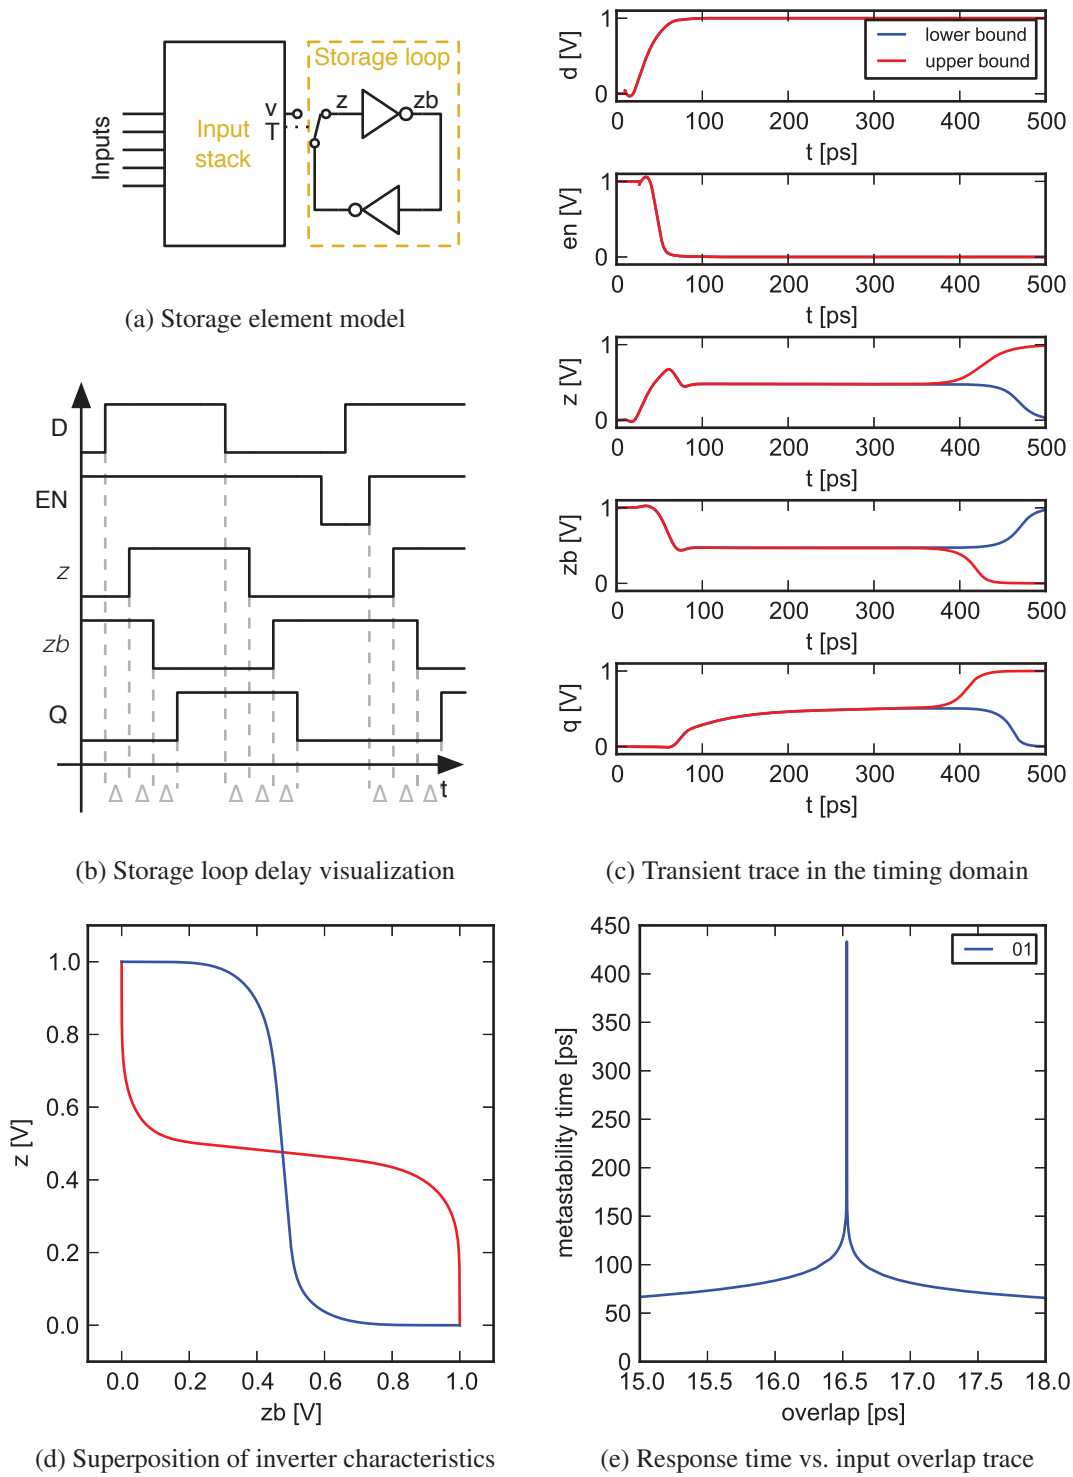 Storage loop
v
z
zb
T
Input
stack
Inputs
(a) Storage element model
D
EN
z
zb
Q
t
Δ Δ Δ Δ Δ Δ Δ Δ Δ
(b) Storage loop delay visualization
lower bound
upper bound
d [V]
1
0
0 100 200 300 400 500
t [ps]
en [V]
1
0
0 100 200 300 400 500
t [ps]
z [V]
1
0
0 100 200 300 400 500
t [ps]
zb [V]
1
0
0 100 200 300 400 500
t [ps]
q [V]
1
0
0 100 200 300 400 500
t [ps]
(c) Transient trace in the timing domain
z [V]
1.0
0.8
0.6
0.4
0.2
0.0
0.0 0.2 0.4 0.6 0.8 1.0
zb [V]
(d) Superposition of inverter characteristics
01
metastability time [ps]
450
400
350
300
250
200
150
100
50
0
15.0 15.5 16.0 16.5 17.0 17.5 18.0
overlap [ps]
(e) Response time vs. input overlap trace